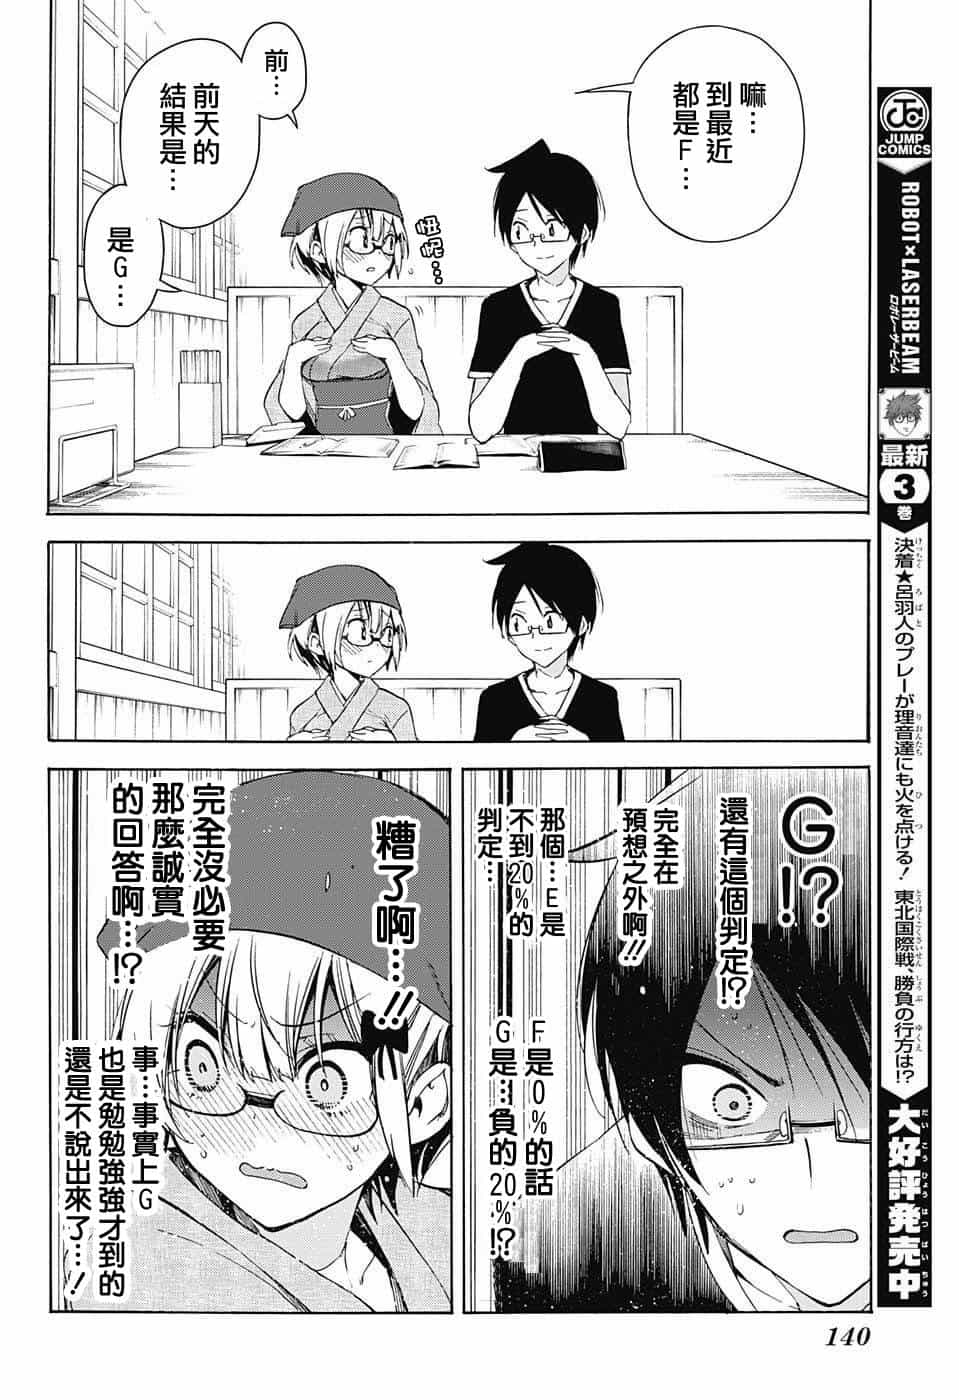 嘛…
到最近
都是F…
前…
前天的
結果是…
是G…
忸怩…
G!?
還有這個判定!?
完全在
預想之外啊!!
那個…E是
不到20%的
判定…
F是0%的話
G是…負的20%!?
糟了啊…!!
完全沒必要
那麼誠實
的回答啊…!?
事…事實上G
也是勉勉強強才到的
還是不說出來了…!
JUMP
COMICS
ROBOT×LASERBEAM
ロボレーザービーム
最新
3
巻
決着★呂羽人のプレーが理音達にも火を点ける!
東北国際戦、勝負の行方は!?
大好評発売中
140